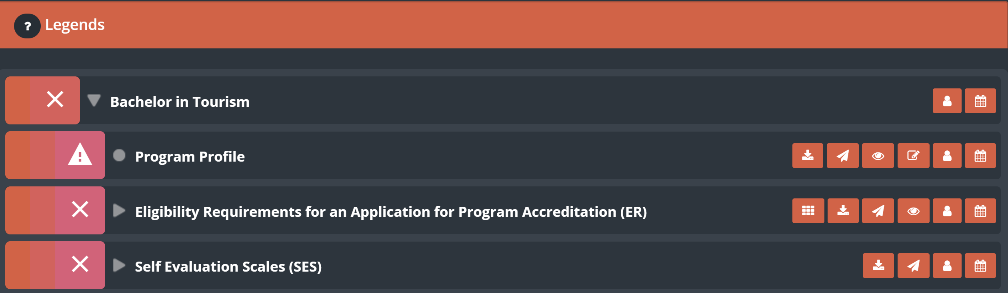 ? Legends
Bachelor in Tourism
Program Profile
Eligibility Requirements for an Application for Program Accreditation (ER)
Self Evaluation Scales (SES)